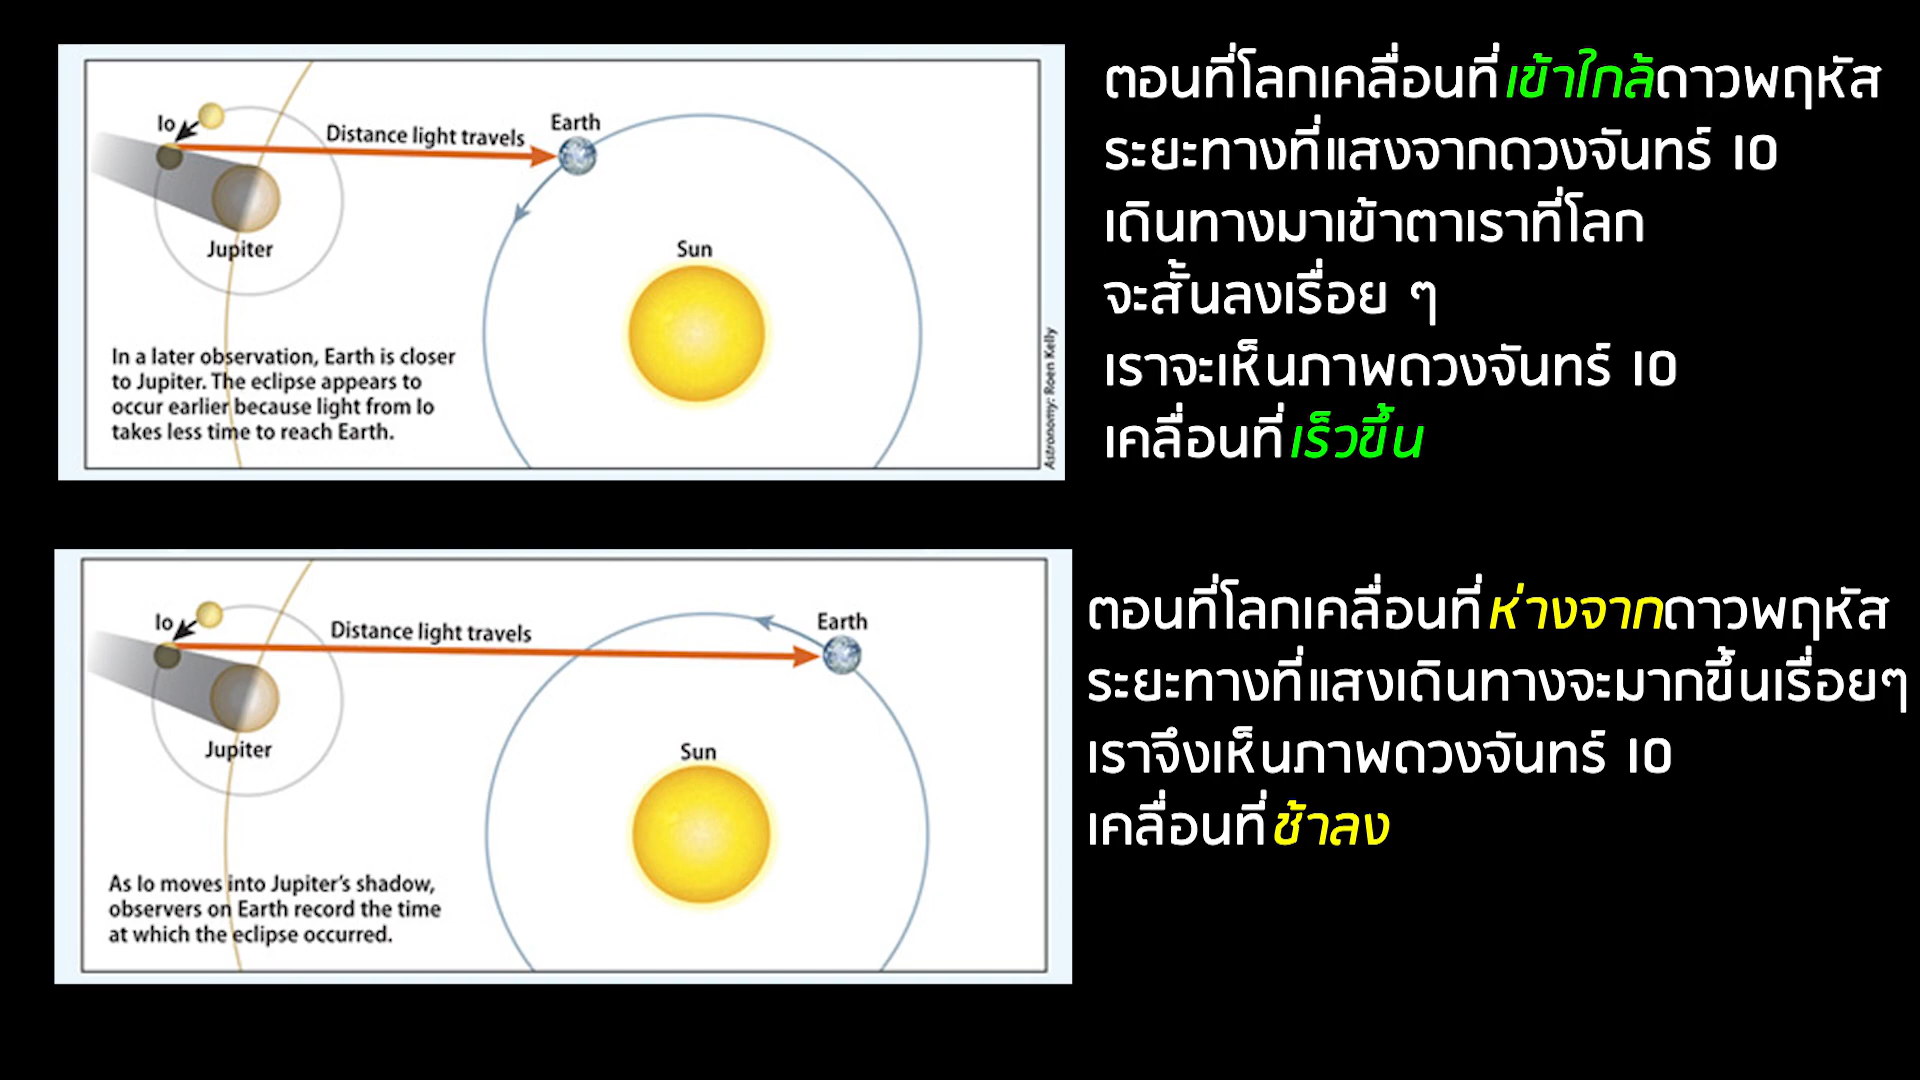 Io
Distance light travels
Earth
Jupiter
Sun
In a later observation, Earth is closer
to Jupiter. The eclipse appears to
occur earlier because light from Io
takes less time to reach Earth.
Astronomy: Roen Kelly
ตอนที่โลกเคลื่อนที่เข้าใกล้ดาวพฤหัส
ระยะทางที่แสงจากดวงจันทร์ IO
เดินทางมาเข้าตาเราที่โลก
จะสั้นลงเรื่อย ๆ
เราจะเห็นภาพดวงจันทร์ IO
เคลื่อนที่เร็วขึ้น
Io
Distance light travels
Earth
Jupiter
Sun
As Io moves into Jupiter's shadow,
observers on Earth record the time
at which the eclipse occurred.
ตอนที่โลกเคลื่อนที่ห่างจากดาวพฤหัส
ระยะทางที่แสงเดินทางจะมากขึ้นเรื่อยๆ
เราจึงเห็นภาพดวงจันทร์ IO
เคลื่อนที่ช้าลง